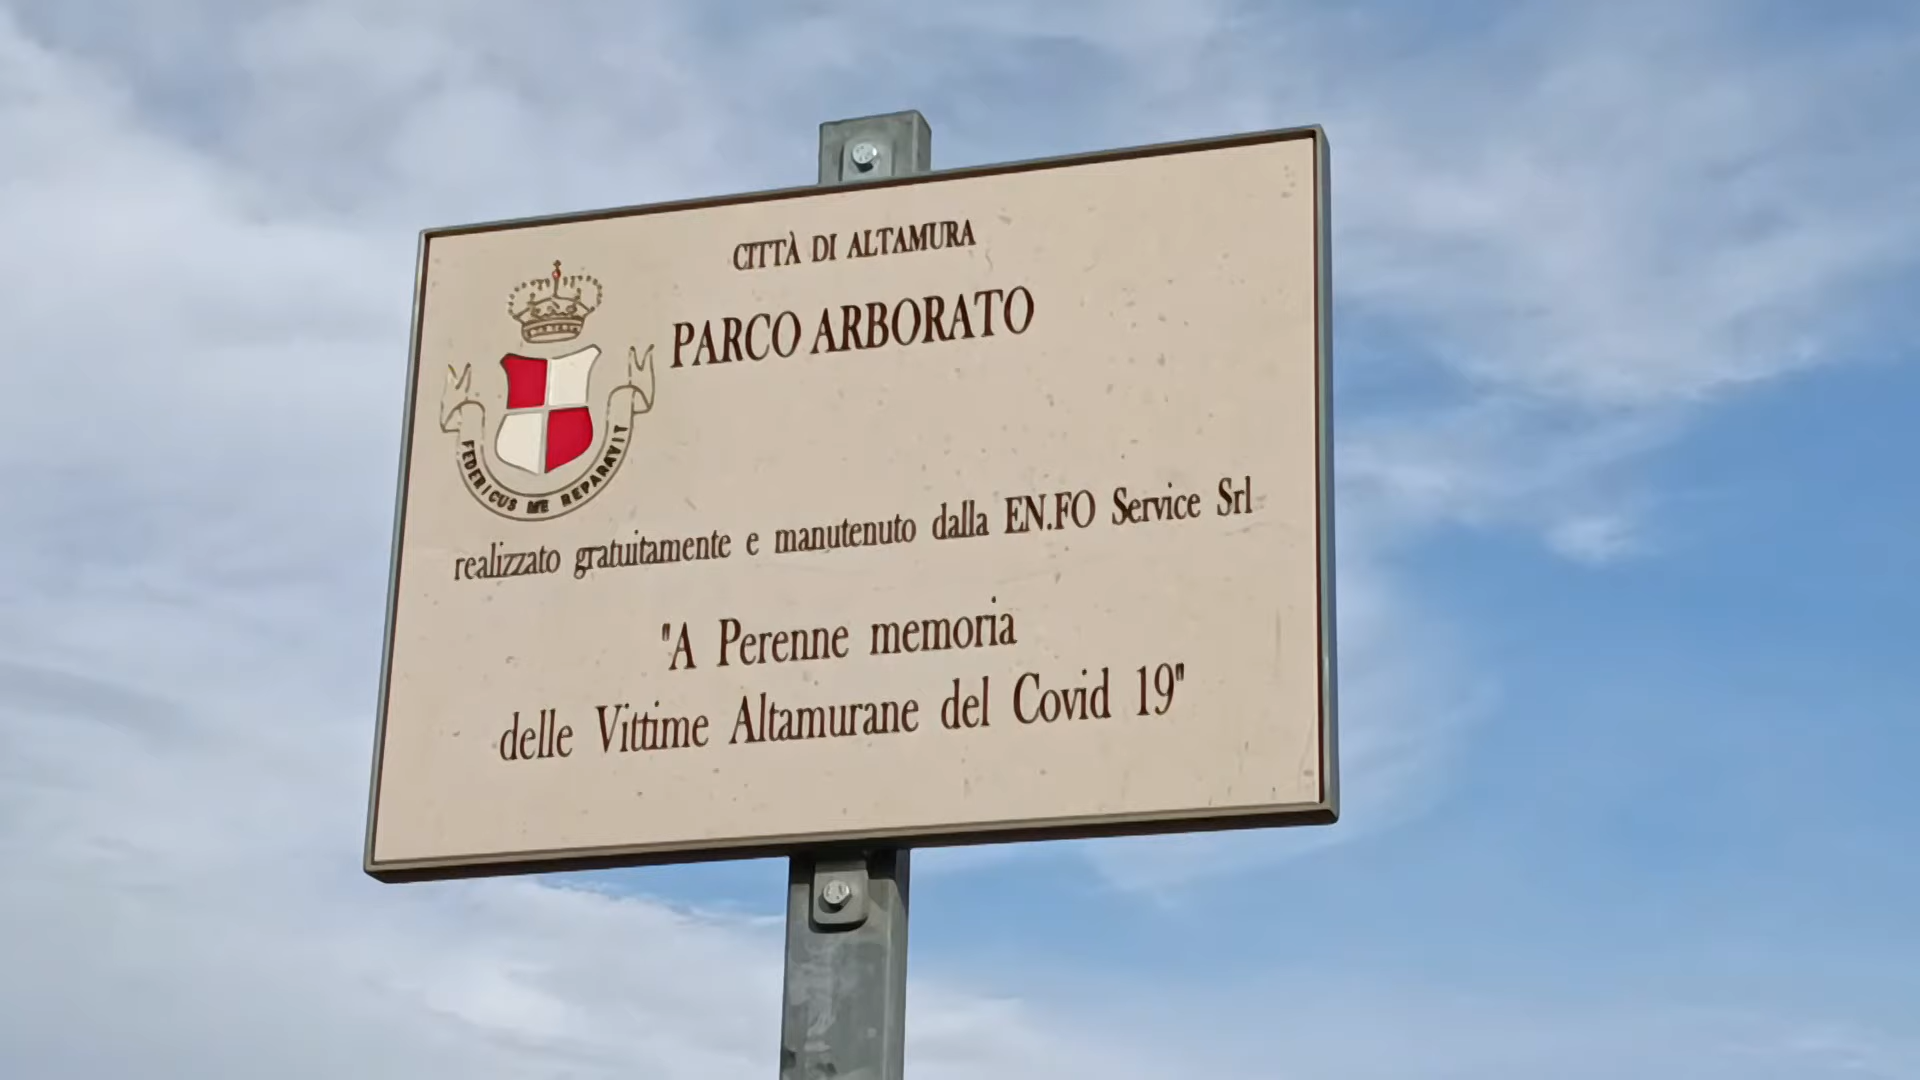 CITTÀ DI ALTAMURA
PARCO ARBORATO
FEDERICUS ME REPARAVIT
realizzato gratuitamente e manutenuto dalla EN.FO Service Srl
"A Perenne memoria
delle Vittime Altamurane del Covid 19"